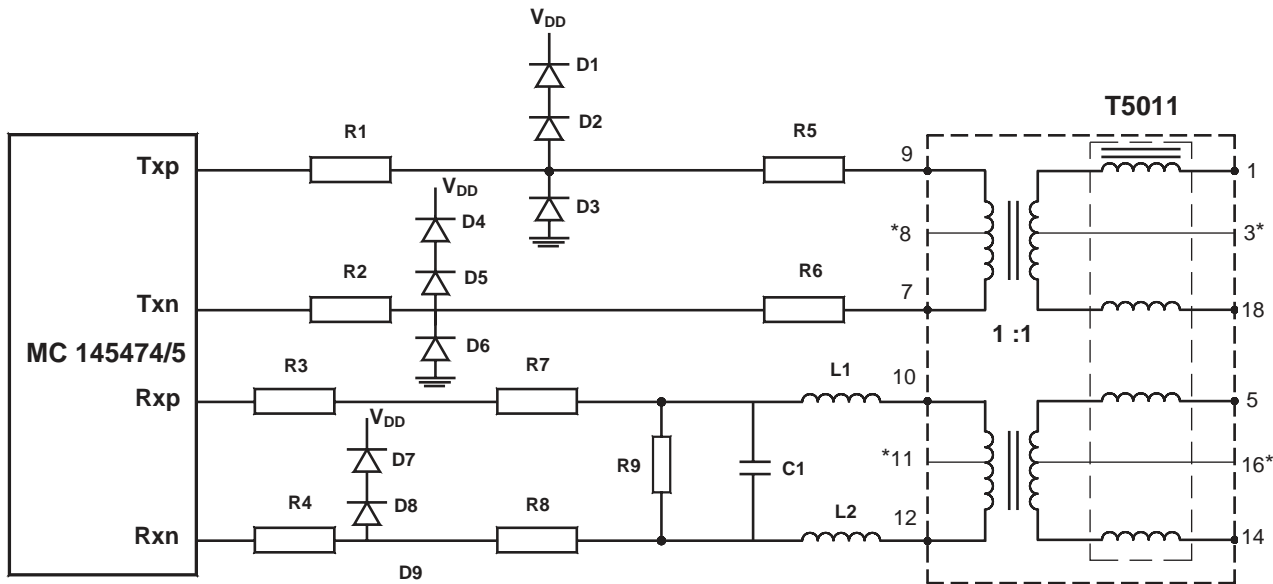 VDD
D1
T5011
D2
R1
R5
9
Txp
1
VDD
D3
D4
*8
3*
R2
D5
R6
7
Txn
18
1 :1
D6
MC 145474/5
R3
R7
L1
10
Rxp
5
VDD
D7
R9
C1
*11
16*
R4
D8
R8
L2
12
Rxn
14
D9